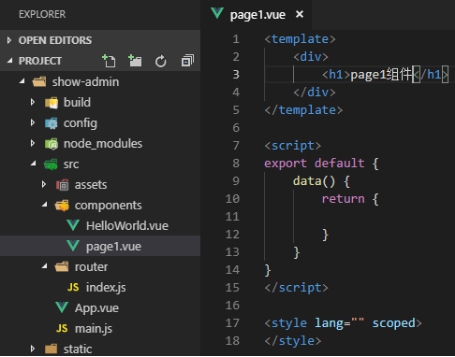 EXPLORER
OPEN EDITORS
PROJECT
show-admin
build
config
node_modules
src
assets
components
HelloWorld.vue
page1.vue
router
JS index.js
App.vue
JS main.js
static
page1.vue ×
1 <template>
2 <div>
3 <h1>page1组件</h1>
4 </div>
5 </template>
6
7 <script>
8 export default {
9 data() {
10 return {
11
12 }
13 }
14 }
15 </script>
16
17 <style lang="" scoped>
18 </style>